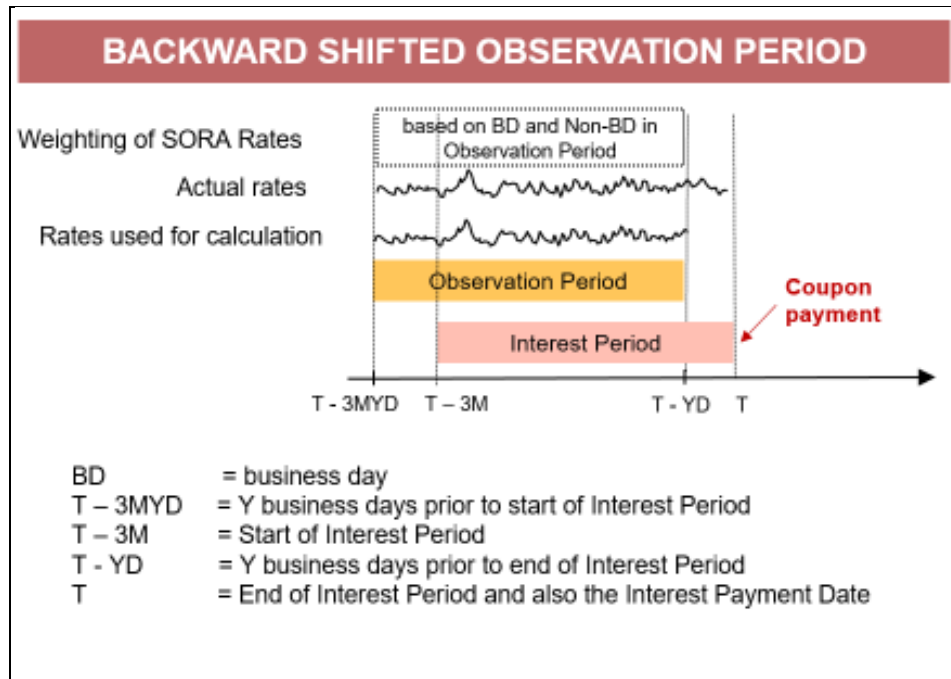 BACKWARD SHIFTED OBSERVATION PERIOD
Weighting of SORA Rates
based on BD and Non-BD in
Observation Period
Actual rates
Rates used for calculation
Observation Period
Coupon
payment
Interest Period
T - 3MYD T – 3M T - YD T
BD = business day
T – 3MYD = Y business days prior to start of Interest Period
T – 3M = Start of Interest Period
T - YD = Y business days prior to end of Interest Period
T = End of Interest Period and also the Interest Payment Date